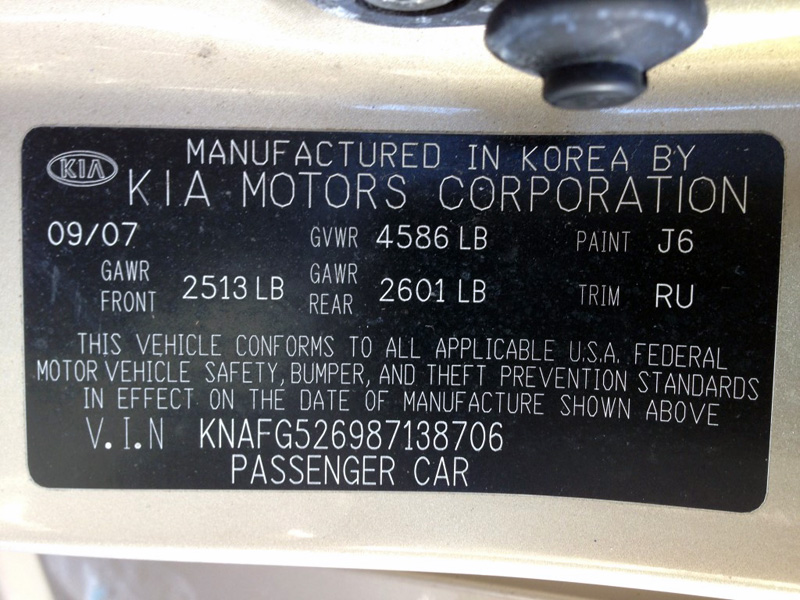 KIA MANUFACTURED IN KOREA BY
KIA MOTORS CORPORATION
09/07 GVWR 4586 LB PAINT J6
GAWR FRONT 2513 LB GAWR REAR 2601 LB TRIM RU
THIS VEHICLE CONFORMS TO ALL APPLICABLE U.S.A. FEDERAL
MOTOR VEHICLE SAFETY, BUMPER, AND THEFT PREVENTION STANDARDS
IN EFFECT ON THE DATE OF MANUFACTURE SHOWN ABOVE
V.I.N KNAFG526987138706
PASSENGER CAR